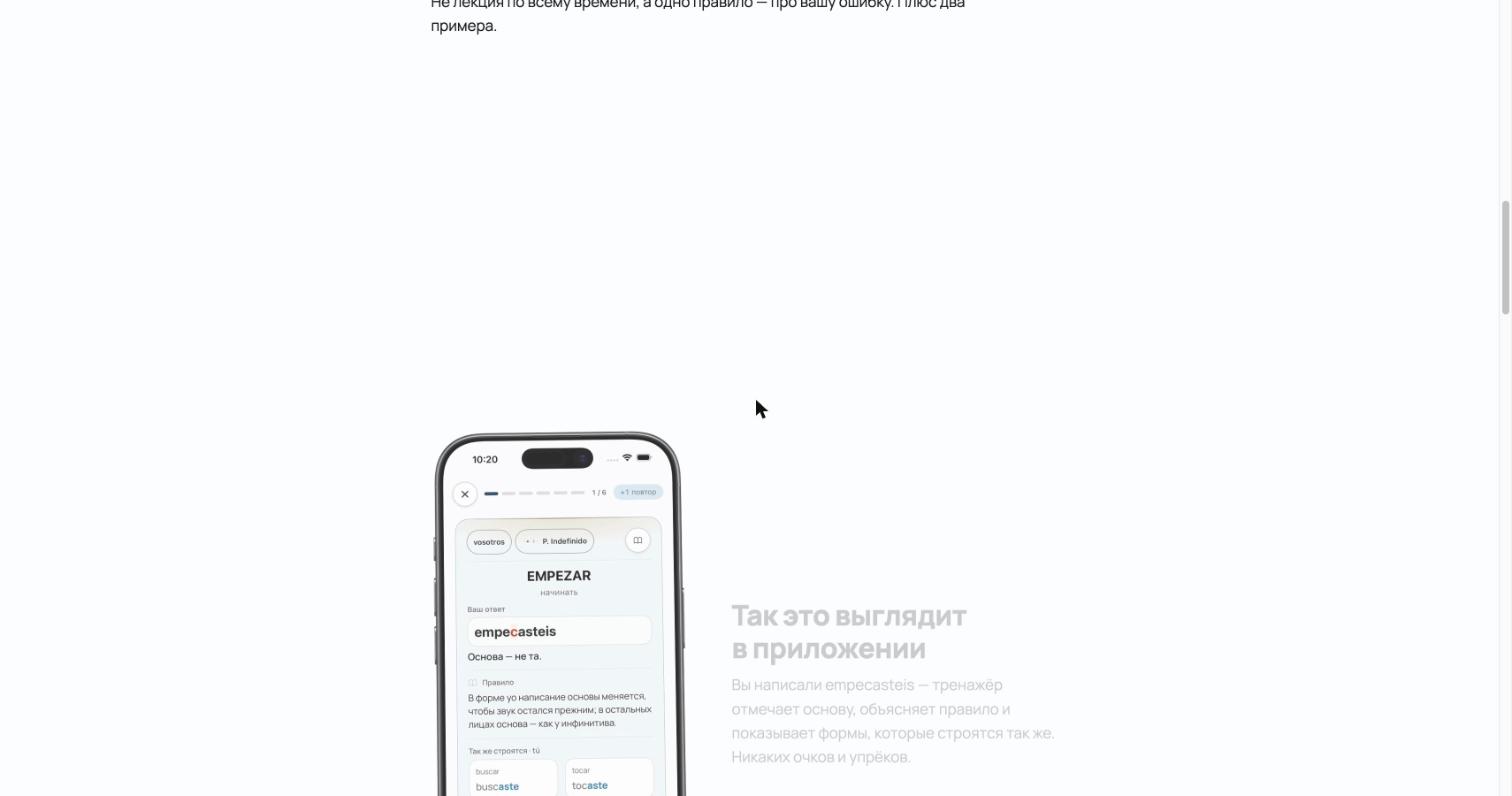 Не лекция по всему времени, а одно правило — про вашу ошибку. Плюс два
примера.
10:20
1 / 6
+1 повтор
vosotros
P. Indefinido
EMPEZAR
начинать
Ваш ответ
empecasteis
Основа — не та.
Правило
В форме yo написание основы меняется,
чтобы звук остался прежним; в остальных
лицах основа — как у инфинитива.
Так же строятся · tú
buscar
buscaste
tocar
tocaste
Так это выглядит
в приложении
Вы написали empecasteis — тренажёр
отмечает основу, объясняет правило и
показывает формы, которые строятся так же.
Никаких очков и упрёков.